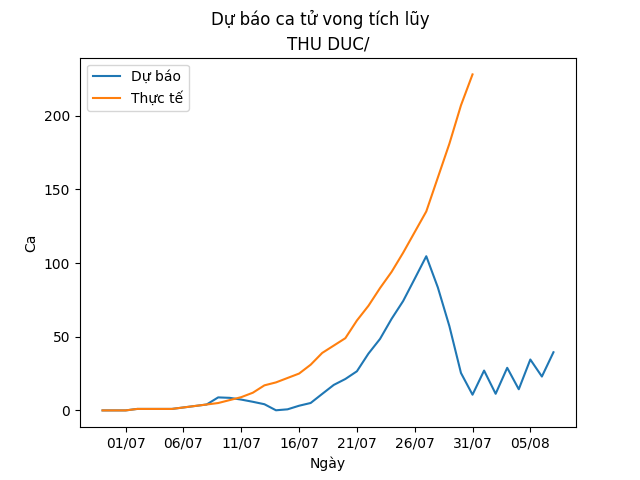 Dự báo ca tử vong tích lũy
THU DUC/
Dự báo
Thực tế
200
150
100
50
0
Ca
01/07 06/07 11/07 16/07 21/07 26/07 31/07 05/08
Ngày